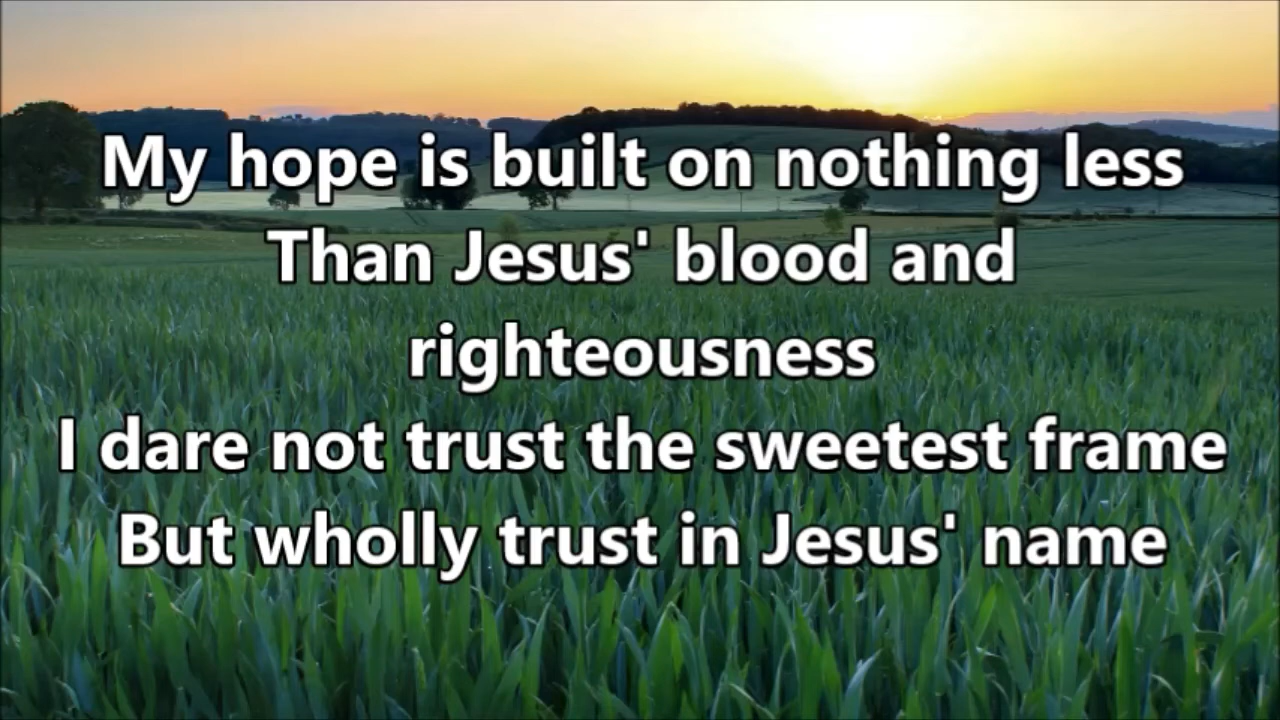 My hope is built on nothing less
Than Jesus' blood and
righteousness
I dare not trust the sweetest frame
But wholly trust in Jesus' name